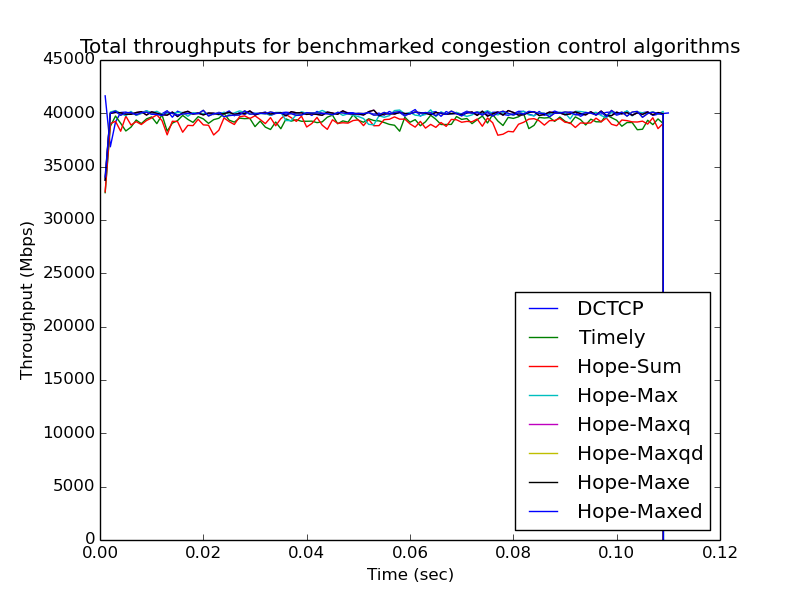 Total throughputs for benchmarked congestion control algorithms
45000
40000
35000
30000
25000
20000
15000
10000
5000
0
Throughput (Mbps)
DCTCP
Timely
Hope-Sum
Hope-Max
Hope-Maxq
Hope-Maxqd
Hope-Maxe
Hope-Maxed
0.00 0.02 0.04 0.06 0.08 0.10 0.12
Time (sec)